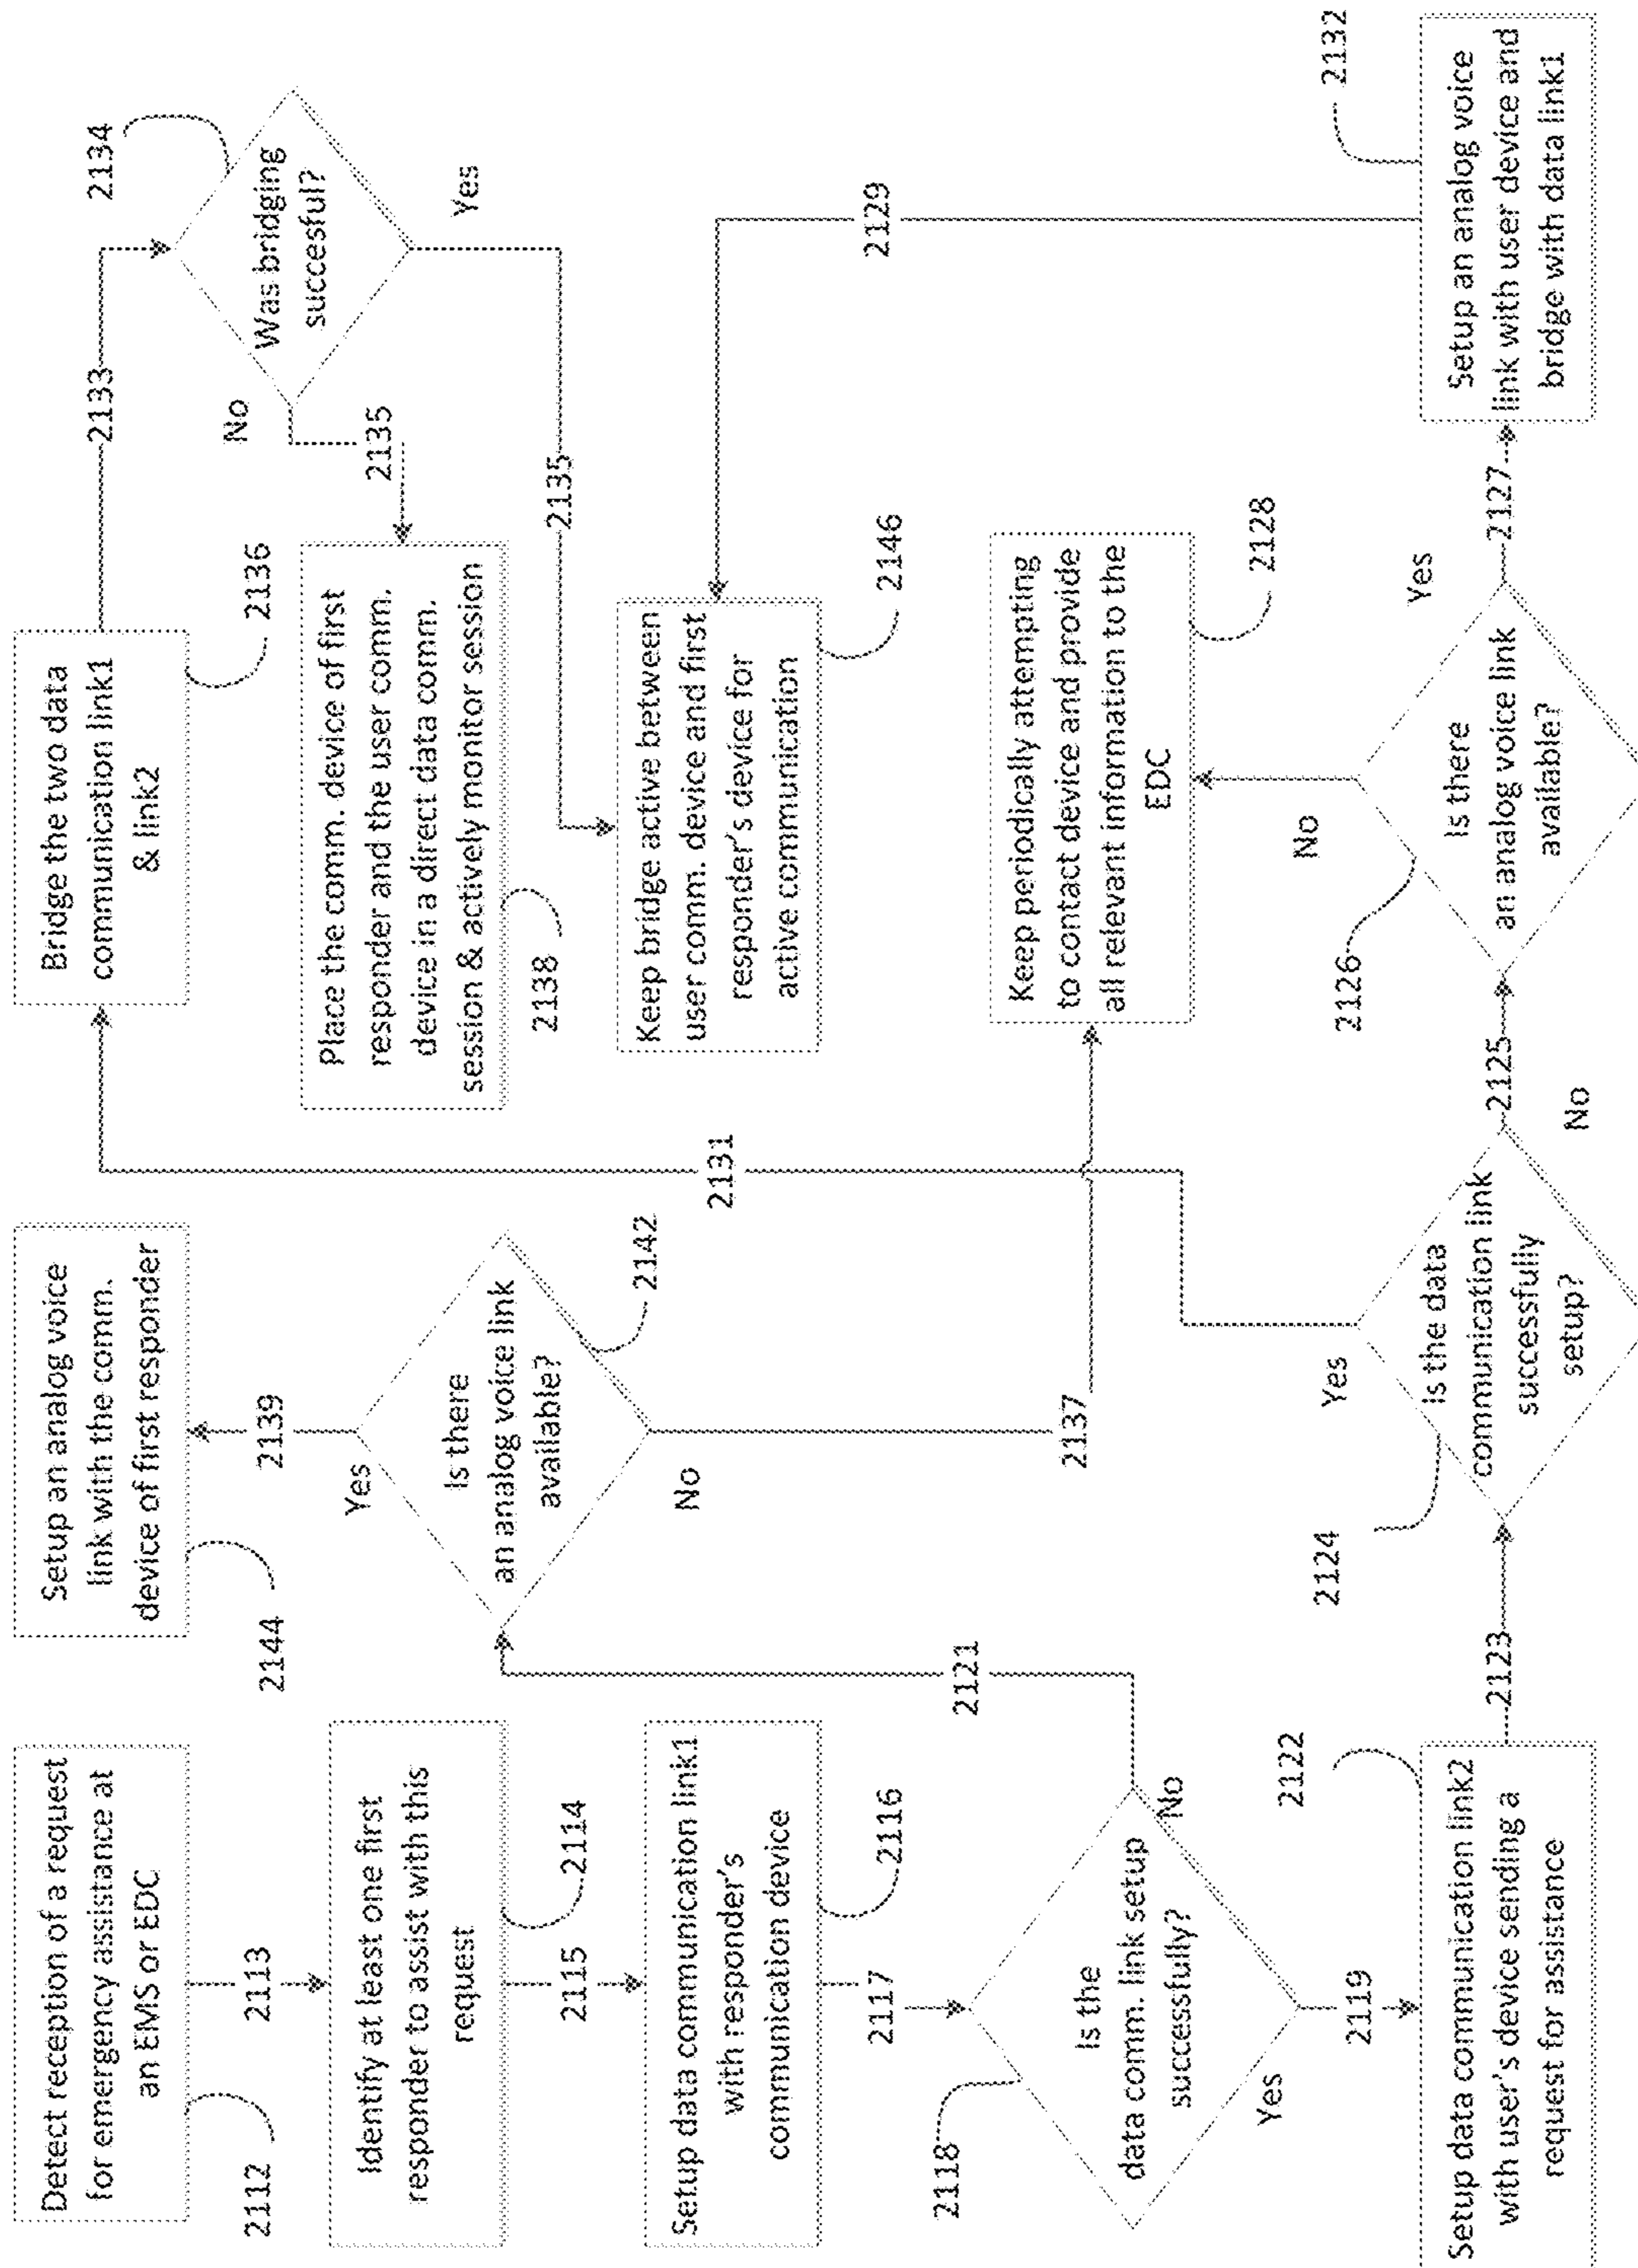 Detect reception of a request
for emergency assistance at
an EMS or EDC
2112
2113
Identify at least one first
responder to assist with this
request
2114
2115
Setup data communication link1
with responder's
communication device
2116
2117
Is the
data comm. link setup
successfully?
2118
No
Yes
2119
2121
Setup data communication link2
with user's device sending a
request for assistance
2122
2123
Setup an analog voice
link with the comm.
device of first responder
2144
2139
Yes
Is there
an analog voice link
available?
2142
No
2137
Is the data
communication link
successfully
setup?
2124
Yes
2131
No
2125
Bridge the two data
communication link1
& link2
2136
2133
Place the comm. device of first
responder and the user comm.
device in a direct data comm.
session & actively monitor session
2138
Keep bridge active between
user comm. device and first
responder's device for
active communication
2146
Keep periodically attempting
to contact device and provide
all relevant information to the
EDC
2128
No
2126
Is there
an analog voice link
available?
Yes
2127
Was bridging
succesful?
2134
No
2135
Yes
2135
2129
Setup an analog voice
link with user device and
bridge with data link1
2132